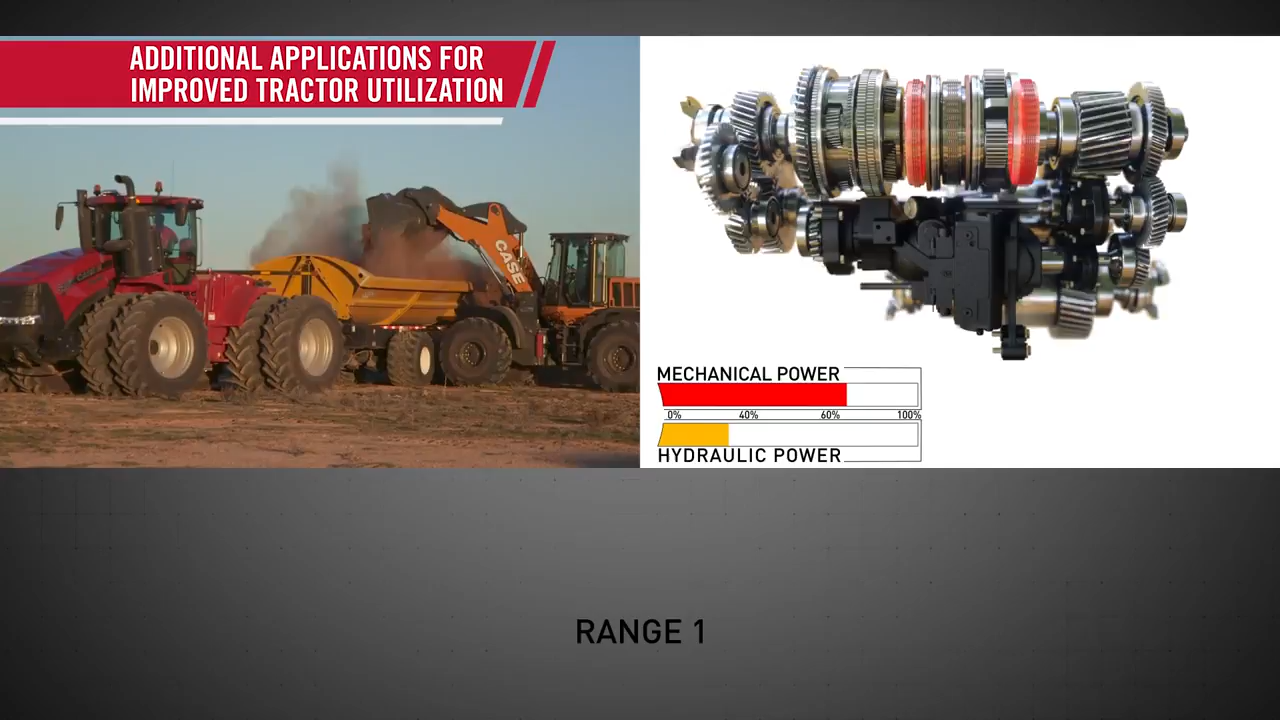 ADDITIONAL APPLICATIONS FOR
IMPROVED TRACTOR UTILIZATION
CASE
MECHANICAL POWER
0% 40% 60% 100%
HYDRAULIC POWER
RANGE 1